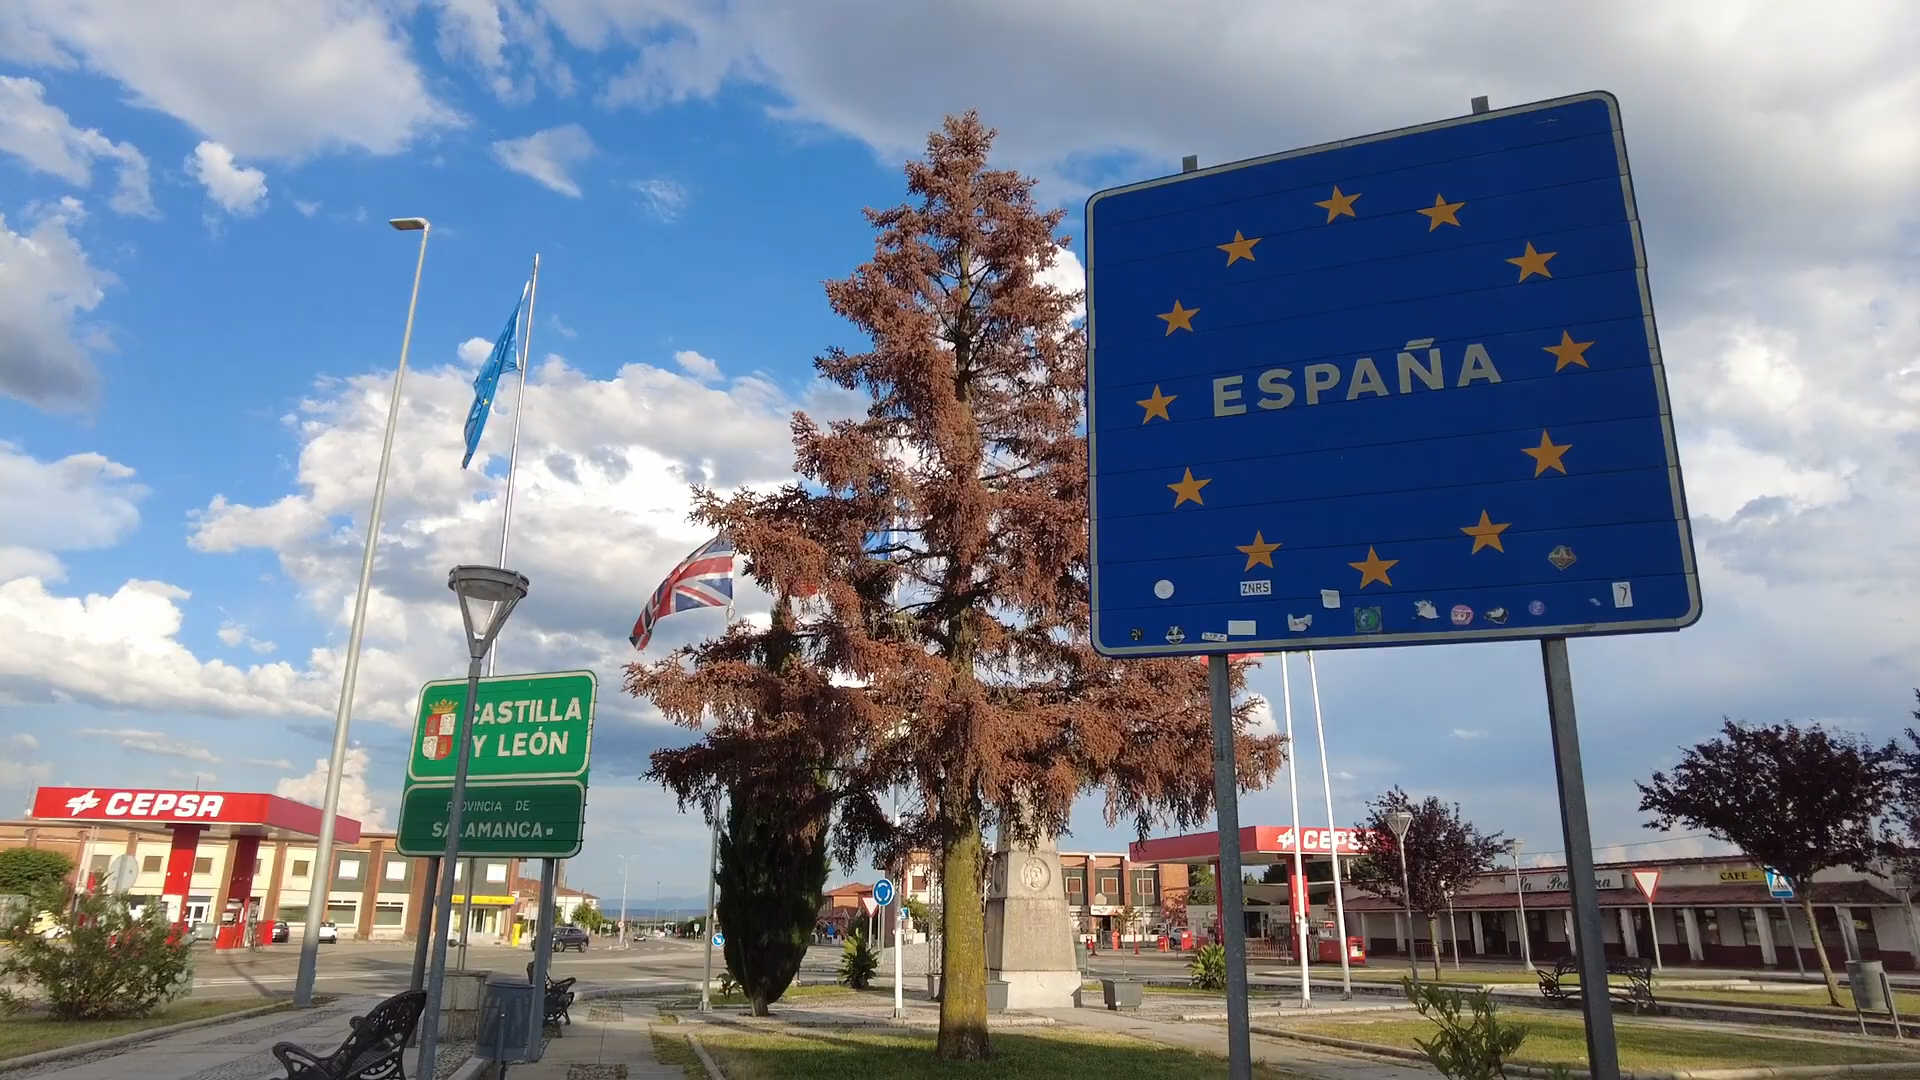 ESPAÑA
ZNRS
CASTILLA
Y LEÓN
PROVINCIA DE
SALAMANCA
CEPSA
CEPSA
CAFE